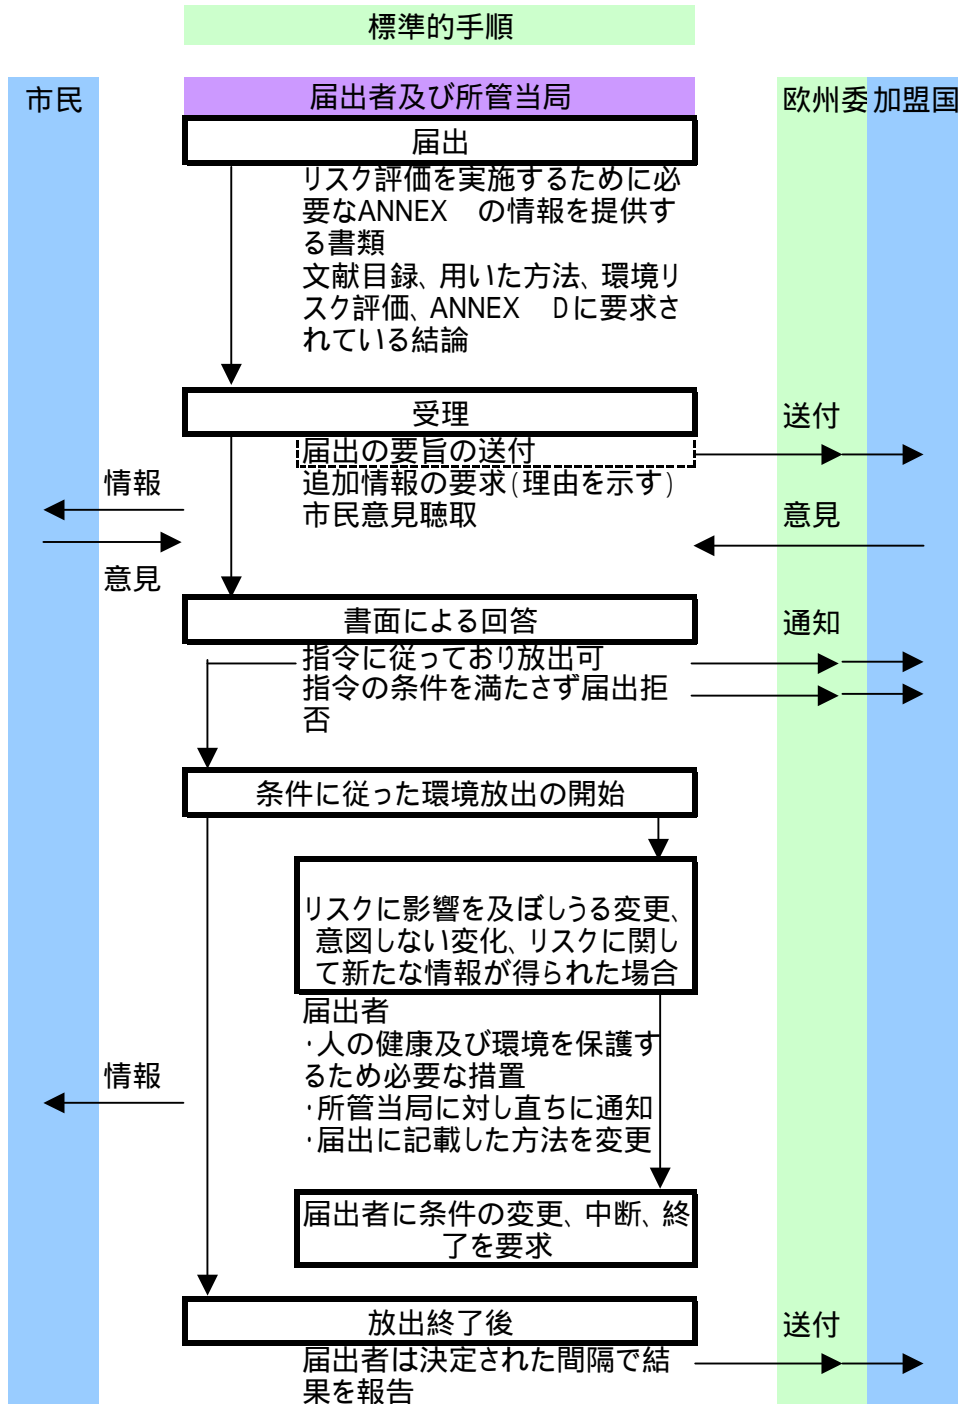 標準的手順
市民
届出者及び所管当局
欧州委
加盟国
届出
リスク評価を実施するために必
要なANNEX の情報を提供す
る書類
文献目録、用いた方法、環境リ
スク評価、ANNEX Dに要求さ
れている結論
受理
送付
届出の要旨の送付
追加情報の要求(理由を示す)
市民意見聴取
情報
意見
意見
書面による回答
通知
指令に従っており放出可
指令の条件を満たさず届出拒
否
条件に従った環境放出の開始
リスクに影響を及ぼしうる変更、
意図しない変化、リスクに関し
て新たな情報が得られた場合
届出者
・人の健康及び環境を保護す
るため必要な措置
・所管当局に対し直ちに通知
・届出に記載した方法を変更
情報
届出者に条件の変更、中断、終
了を要求
放出終了後
送付
届出者は決定された間隔で結
果を報告